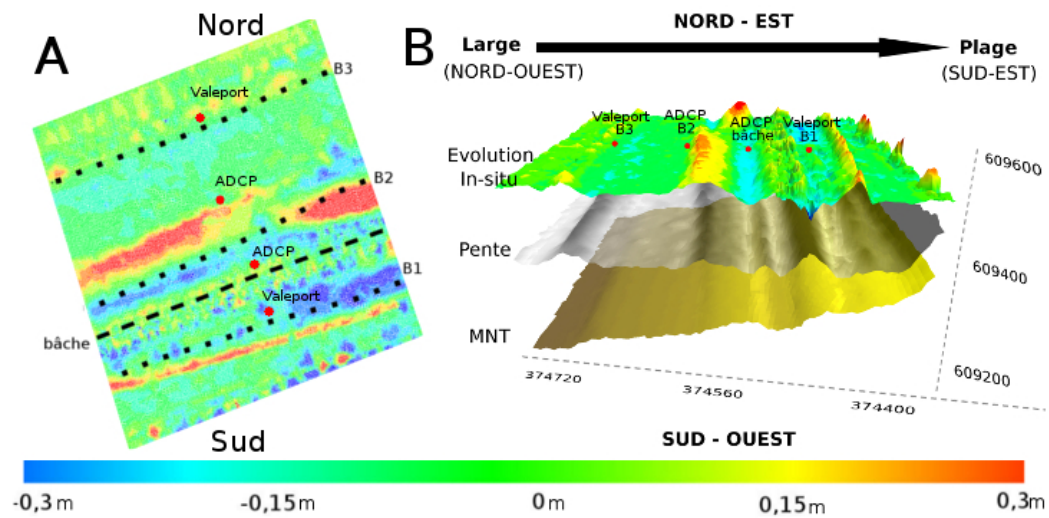 A
Nord
B3
Valeport
ADCP
B2
ADCP
B1
Valeport
bâche
Sud
B
NORD - EST
Large
(NORD-OUEST)
Plage
(SUD-EST)
Valeport
B3
ADCP
B2
ADCP
bâche
Valeport
B1
Evolution
In-situ
Pente
MNT
609600
609400
609200
374720
374560
374400
SUD - OUEST
-0,3 m
-0,15m
0m
0,15m
0,3m